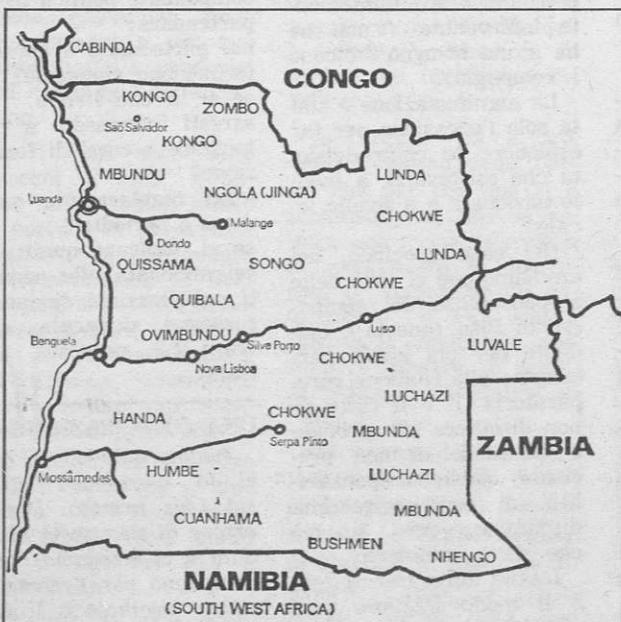 CABINDA
CONGO
KONGO
ZOMBO
Saõ Salvador
KONGO
MBUNDU
LUNDA
NGOLA (JINGA)
Luanda
CHOKWE
Malange
Dondo
LUNDA
QUISSAMA
SONGO
CHOKWE
QUIBALA
Luso
OVIMBUNDU
Silva Porto
LUVALE
Banguela
CHOKWE
Nova Lisboa
LUCHAZI
CHOKWE
HANDA
Serpa Pinto
MBUNDA
ZAMBIA
HUMBE
LUCHAZI
Mossâmedes
CUANHAMA
MBUNDA
BUSHMEN
NHENGO
NAMIBIA
(SOUTH WEST AFRICA)